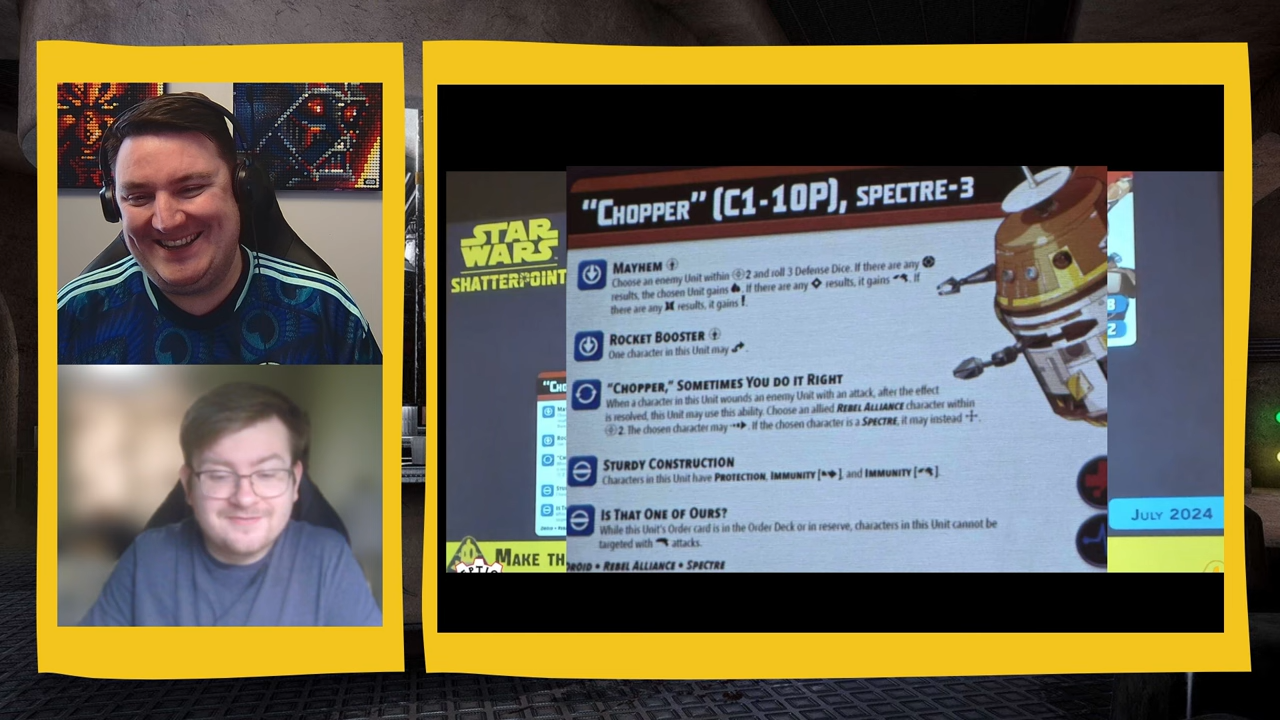 STAR
WARS
SHATTERPOINT
"CHOPPER" (C1-10P), SPECTRE-3
MAYHEM
Choose an enemy Unit within 2 and roll 3 Defense Dice. If there are any
results, the chosen Unit gains . If there are any results, it gains . If
there are any results, it gains .
ROCKET BOOSTER
One character in this Unit may .
"CHOPPER," SOMETIMES YOU DO IT RIGHT
When a character in this Unit wounds an enemy Unit with an attack, after the effect
is resolved, this Unit may use this ability. Choose an allied REBEL ALLIANCE character within
2. The chosen character may . If the chosen character is a SPECTRE, it may instead .
STURDY CONSTRUCTION
Characters in this Unit have PROTECTION, IMMUNITY [ ], and IMMUNITY [ ].
IS THAT ONE OF OURS?
While this Unit's Order card is in the Order Deck or in reserve, characters in this Unit cannot be
targeted with attacks.
DROID • REBEL ALLIANCE • SPECTRE
"CHO
B
2
JULY 2024
MAKE TH